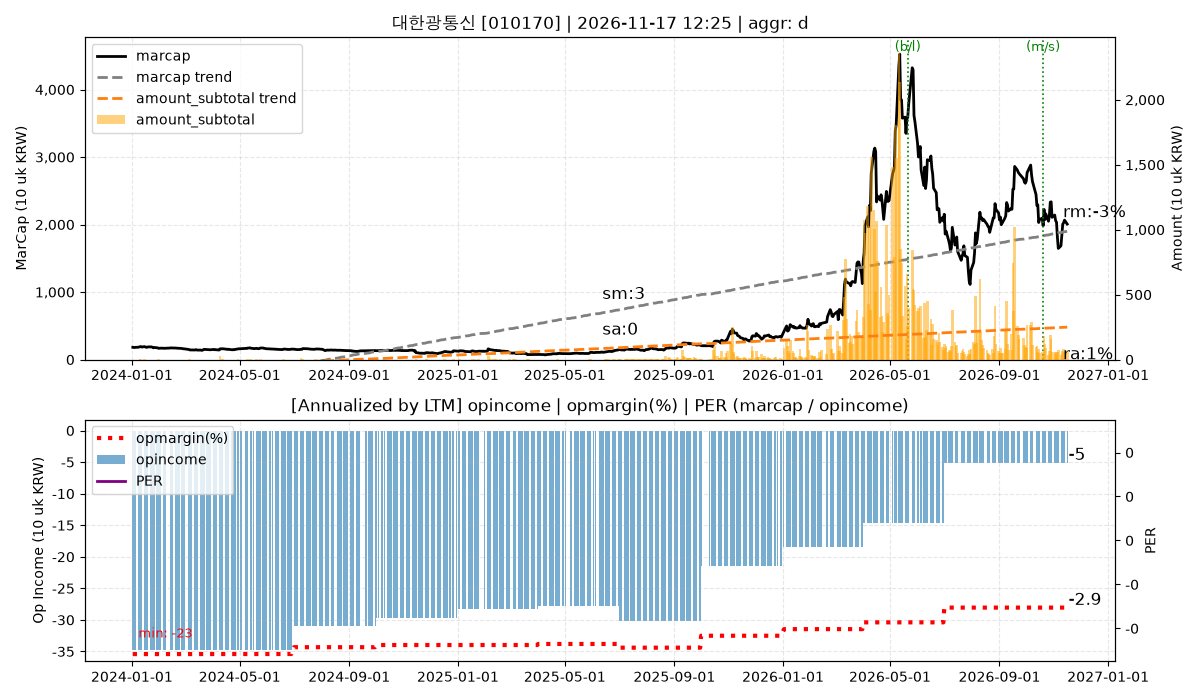 대한광통신 [010170] | 2026-11-17 12:25 | aggr: d
marcap
marcap trend
amount_subtotal trend
amount_subtotal
(b/l)
(m/s)
MarCap (10 uk KRW)
4,000
3,000
2,000
1,000
0
Amount (10 uk KRW)
2,000
1,500
1,000
500
0
rm:-3%
sm:3
sa:0
ra:1%
2024-01-01 2024-05-01 2024-09-01 2025-01-01 2025-05-01 2025-09-01 2026-01-01 2026-05-01 2026-09-01 2027-01-01
[Annualized by LTM] opincome | opmargin(%) | PER (marcap / opincome)
opmargin(%)
opincome
PER
Op Income (10 uk KRW)
0
-5
-10
-15
-20
-25
-30
-35
PER
0
0
0
-0
-0
-5
-2.9
min: -23
2024-01-01 2024-05-01 2024-09-01 2025-01-01 2025-05-01 2025-09-01 2026-01-01 2026-05-01 2026-09-01 2027-01-01